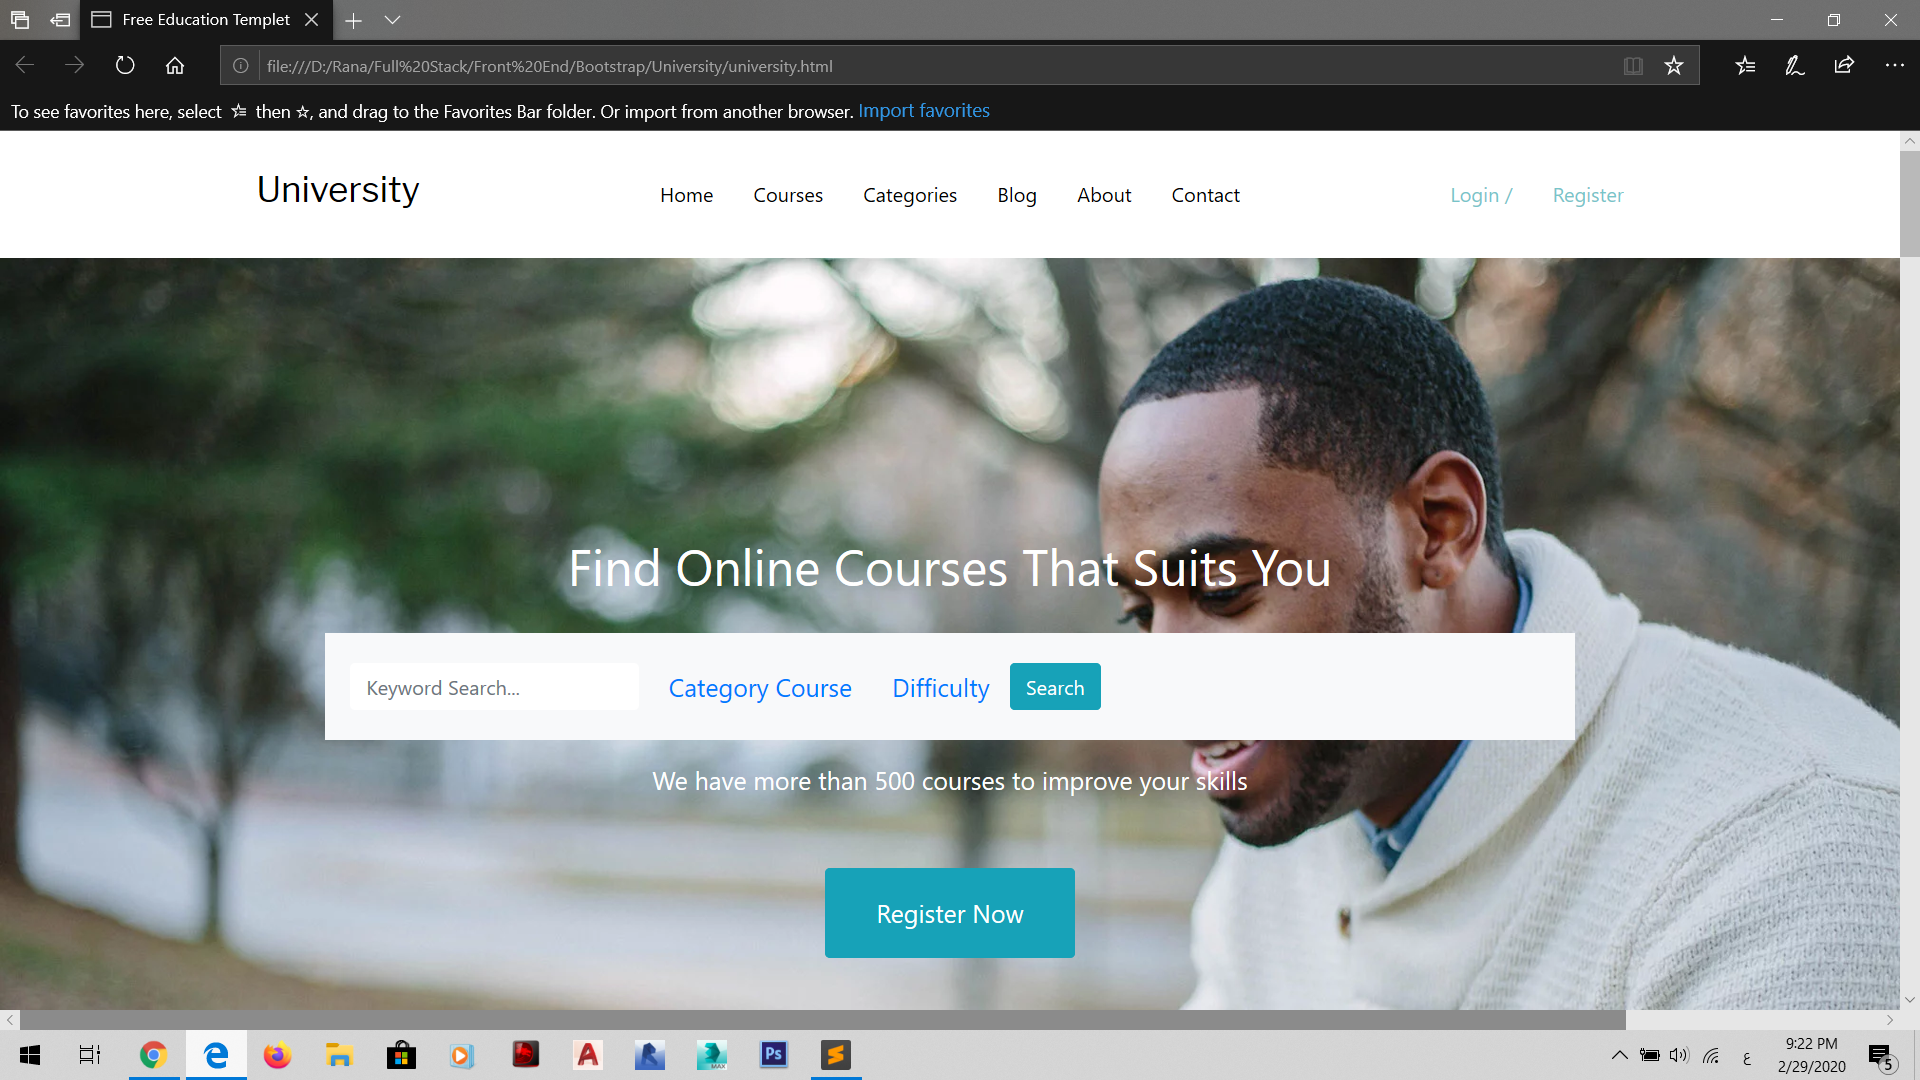 Free Education Templet
file:///D:/Rana/Full%20Stack/Front%20End/Bootstrap/University/university.html
To see favorites here, select then , and drag to the Favorites Bar folder. Or import from another browser. Import favorites
University
Home Courses Categories Blog About Contact
Login / Register
Find Online Courses That Suits You
Keyword Search... Category Course Difficulty Search
We have more than 500 courses to improve your skills
Register Now
A R MAX Ps
ع
9:22 PM
2/29/2020
5